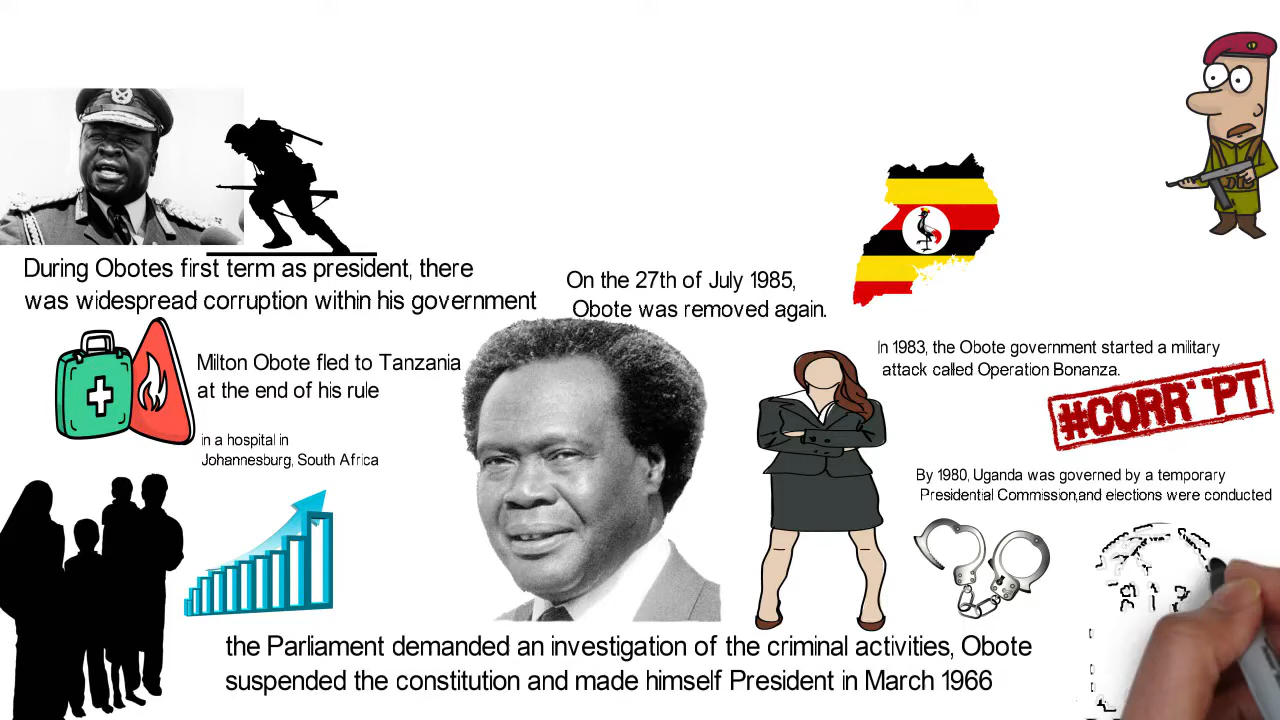 During Obotes first term as president, there
was widespread corruption within his government
On the 27th of July 1985,
Obote was removed again.
Milton Obote fled to Tanzania
at the end of his rule
in a hospital in
Johannesburg, South Africa
In 1983, the Obote government started a military
attack called Operation Bonanza.
By 1980, Uganda was governed by a temporary
Presidential Commission,and elections were conducted
the Parliament demanded an investigation of the criminal activities, Obote
suspended the constitution and made himself President in March 1966